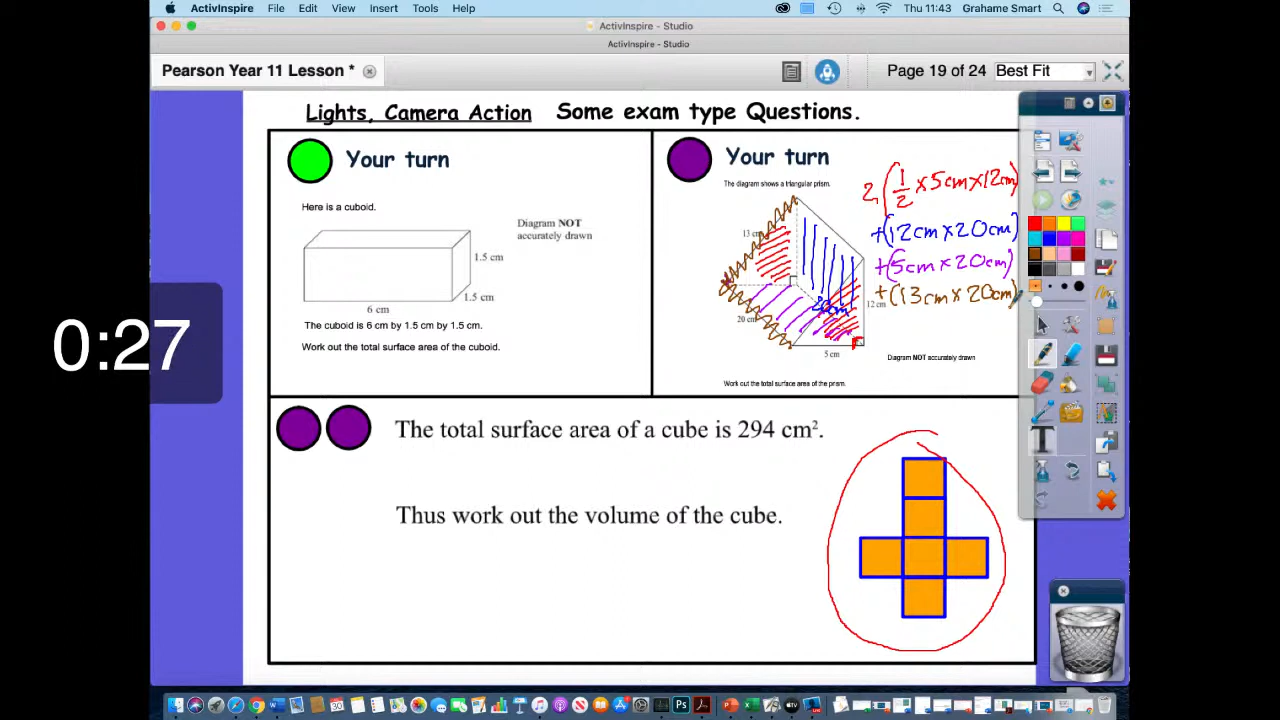 ActivInspire File Edit View Insert Tools Help
Thu 11:43 Grahame Smart
ActivInspire - Studio
ActivInspire - Studio
Pearson Year 11 Lesson *
Page 19 of 24 Best Fit
Lights, Camera Action Some exam type Questions.
Your turn
Here is a cuboid.
Diagram NOT
accurately drawn
1.5 cm
1.5 cm
6 cm
The cuboid is 6 cm by 1.5 cm by 1.5 cm.
Work out the total surface area of the cuboid.
Your turn
The diagram shows a triangular prism.
13 cm
20 cm
20cm
12 cm
5 cm
Diagram NOT accurately drawn
Work out the total surface area of the prism.
2(1/2 ×5cm×12cm)
+(12cm×20cm)
+(5cm×20cm)
+(13cm×20cm)
0:27
The total surface area of a cube is 294 cm².
Thus work out the volume of the cube.
T